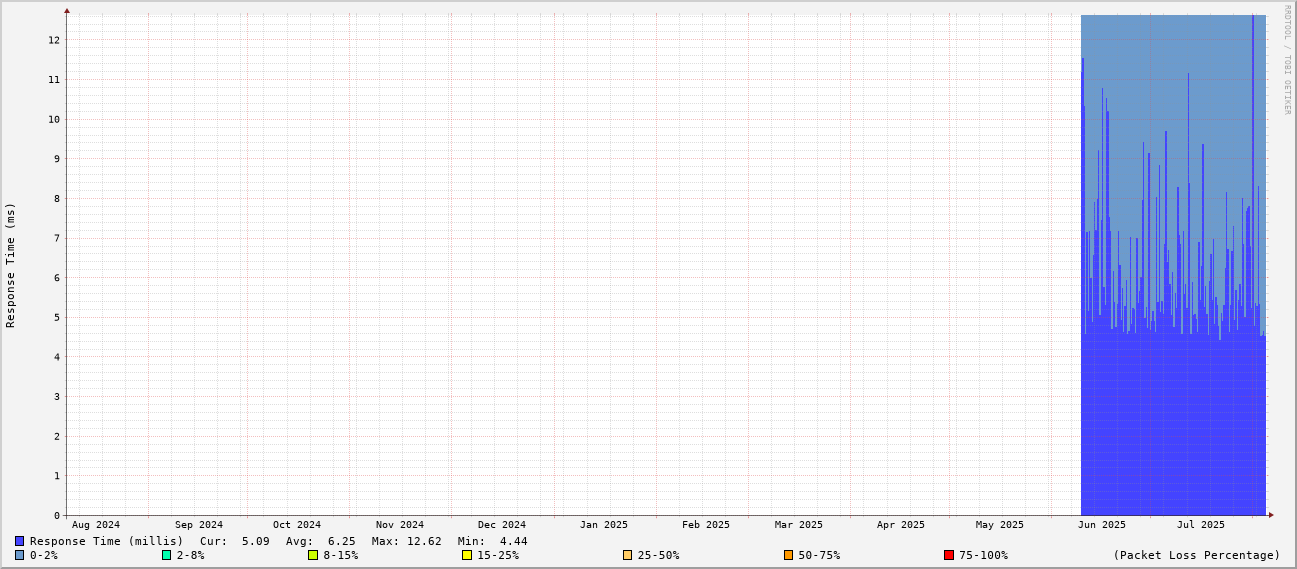 RRDTOOL / TOBI OETIKER
Response Time (ms)
12
11
10
9
8
7
6
5
4
3
2
1
0
Aug 2024 Sep 2024 Oct 2024 Nov 2024 Dec 2024 Jan 2025 Feb 2025 Mar 2025 Apr 2025 May 2025 Jun 2025 Jul 2025
Response Time (millis) Cur: 5.09 Avg: 6.25 Max: 12.62 Min: 4.44
0-2% 2-8% 8-15% 15-25% 25-50% 50-75% 75-100% (Packet Loss Percentage)